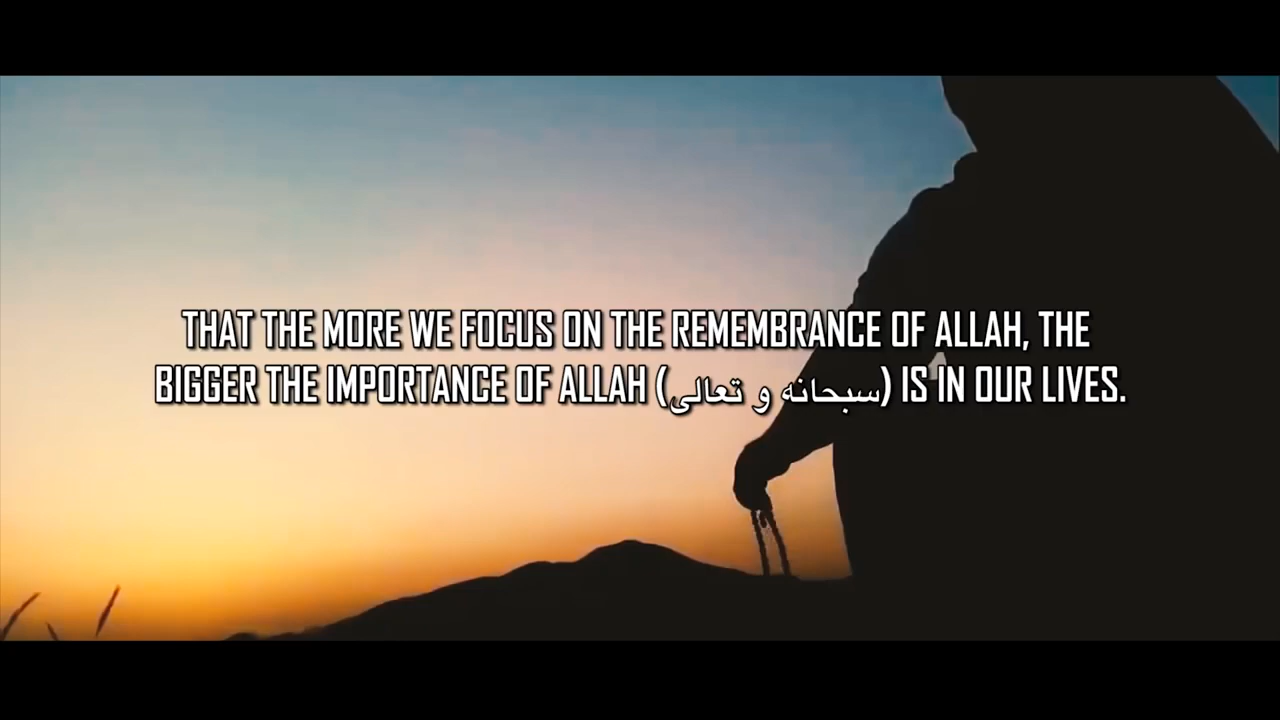 THAT THE MORE WE FOCUS ON THE REMEMBRANCE OF ALLAH, THE
BIGGER THE IMPORTANCE OF ALLAH (سبحانه و تعالى) IS IN OUR LIVES.